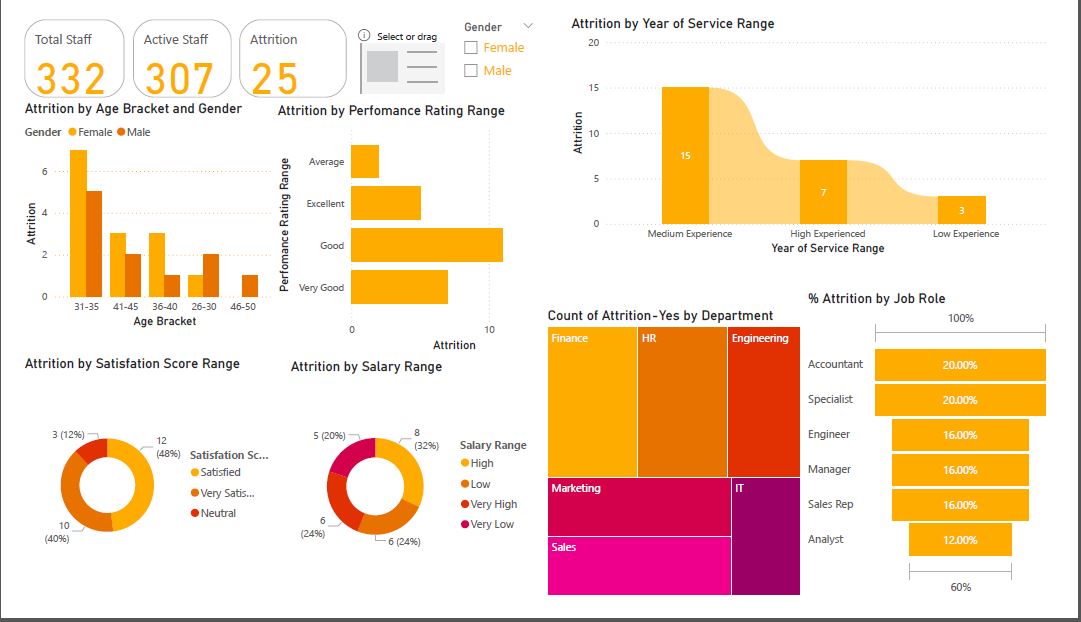 Total Staff
332
Active Staff
307
Attrition
25
Select or drag
Gender
Female
Male
Attrition by Age Bracket and Gender
Gender Female Male
Attrition
6
4
2
0
31-35 41-45 36-40 26-30 46-50
Age Bracket
Attrition by Perfomance Rating Range
Perfomance Rating Range
Average
Excellent
Good
Very Good
0 10
Attrition
Attrition by Year of Service Range
Attrition
20
15
10
5
0
15
7
3
Medium Experience High Experienced Low Experience
Year of Service Range
Attrition by Satisfation Score Range
3 (12%)
12
(48%)
10
(40%)
Satisfation Sc...
Satisfied
Very Satis...
Neutral
Attrition by Salary Range
5 (20%)
8
(32%)
6
(24%)
6 (24%)
Salary Range
High
Low
Very High
Very Low
Count of Attrition-Yes by Department
Finance
HR
Engineering
Marketing
IT
Sales
% Attrition by Job Role
100%
Accountant 20.00%
Specialist 20.00%
Engineer 16.00%
Manager 16.00%
Sales Rep 16.00%
Analyst 12.00%
60%